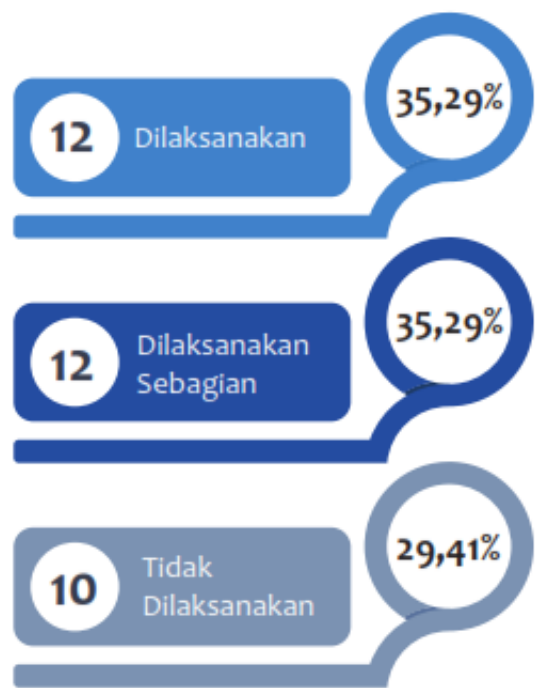 12 Dilaksanakan 35,29%
12 Dilaksanakan
Sebagian 35,29%
10 Tidak
Dilaksanakan 29,41%